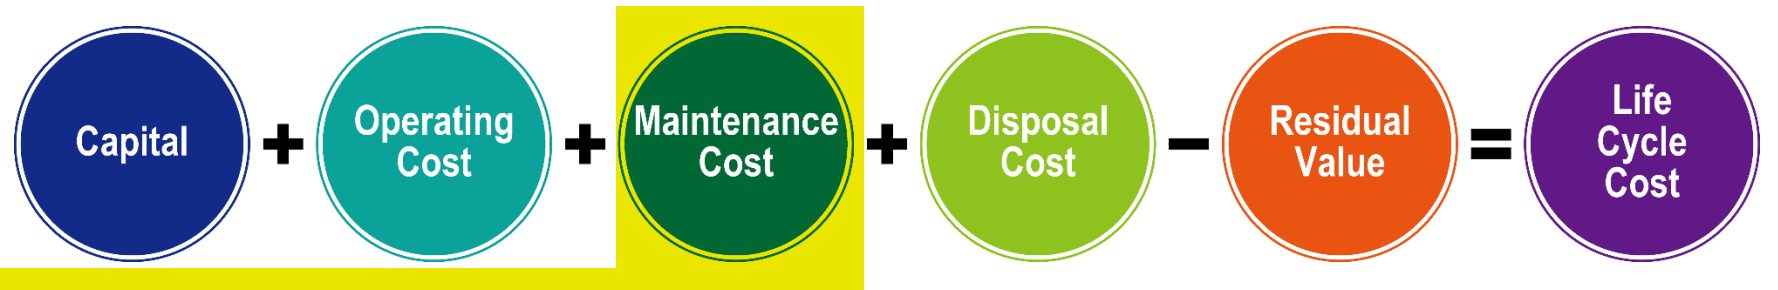 Capital
+
Operating
Cost
+
Maintenance
Cost
+
Disposal
Cost
−
Residual
Value
=
Life
Cycle
Cost